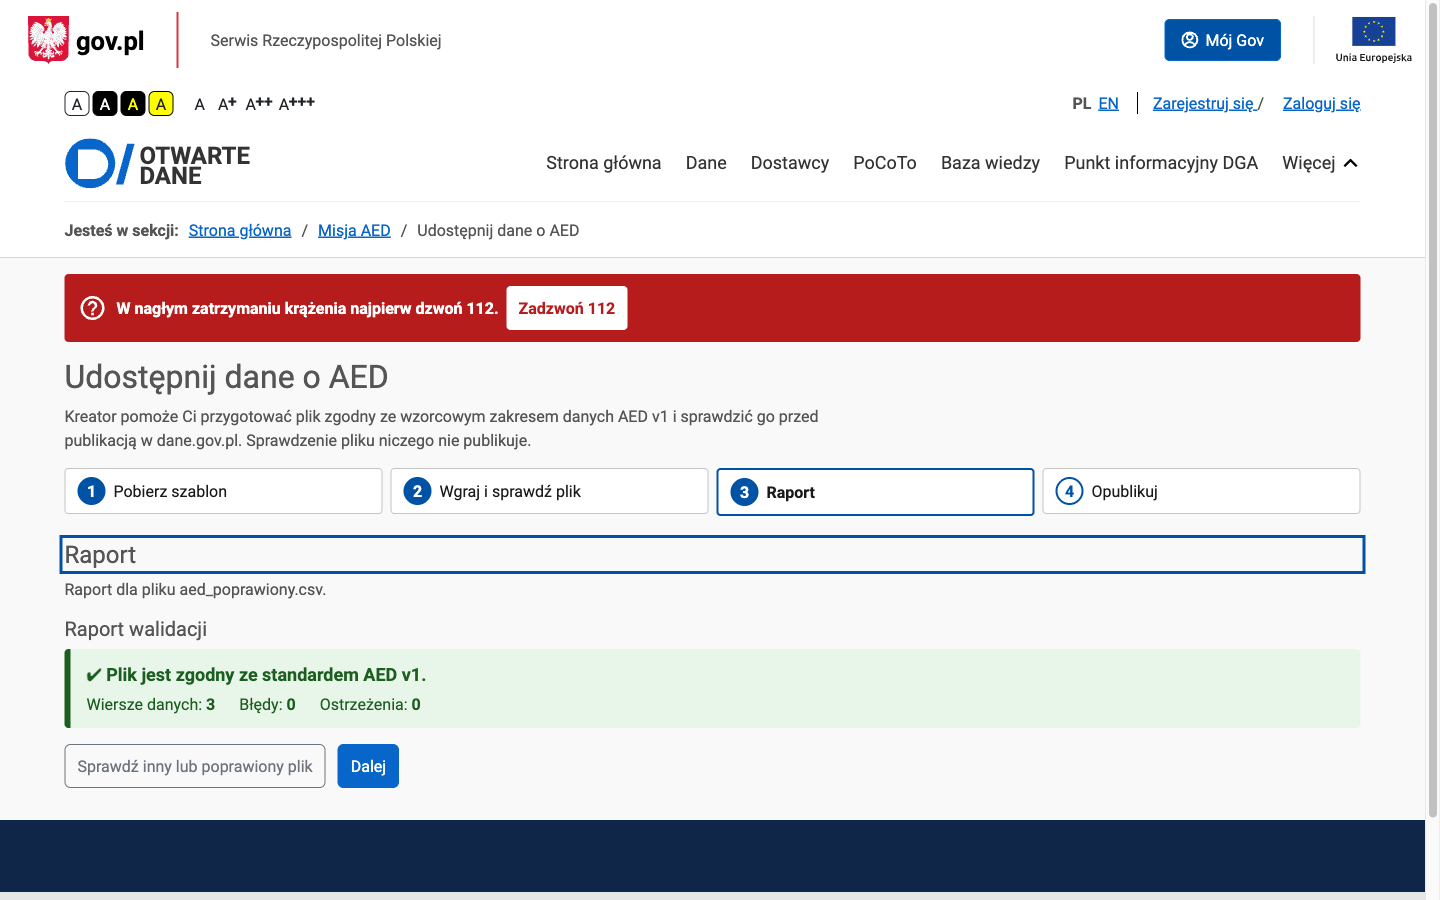 gov.pl
Serwis Rzeczypospolitej Polskiej
Mój Gov
Unia Europejska
A A A A A A+ A++ A+++
PL EN Zarejestruj się / Zaloguj się
OTWARTE
DANE
Strona główna Dane Dostawcy PoCoTo Baza wiedzy Punkt informacyjny DGA Więcej
Jesteś w sekcji: Strona główna / Misja AED / Udostępnij dane o AED
W nagłym zatrzymaniu krążenia najpierw dzwoń 112. Zadzwoń 112
Udostępnij dane o AED
Kreator pomoże Ci przygotować plik zgodny ze wzorcowym zakresem danych AED v1 i sprawdzić go przed
publikacją w dane.gov.pl. Sprawdzenie pliku niczego nie publikuje.
1 Pobierz szablon
2 Wgraj i sprawdź plik
3 Raport
4 Opublikuj
Raport
Raport dla pliku aed_poprawiony.csv.
Raport walidacji
✔ Plik jest zgodny ze standardem AED v1.
Wiersze danych: 3 Błędy: 0 Ostrzeżenia: 0
Sprawdź inny lub poprawiony plik Dalej